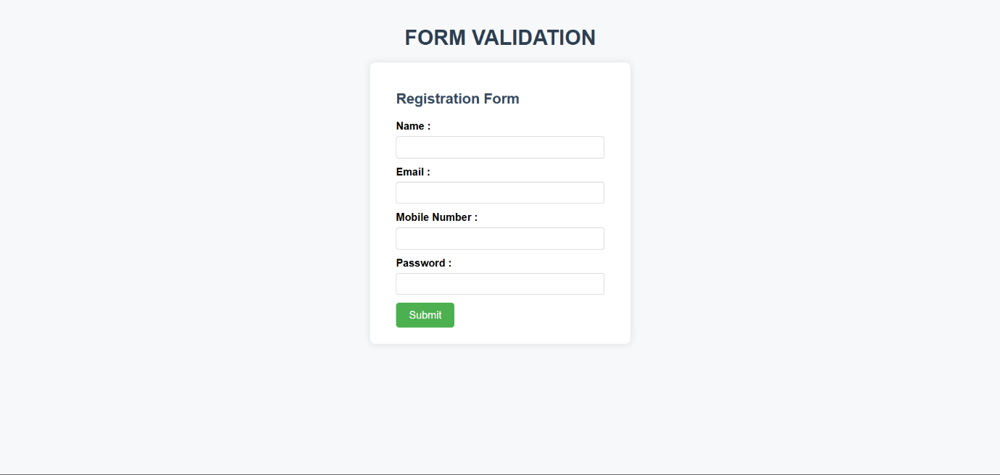 FORM VALIDATION
Registration Form
Name :
Email :
Mobile Number :
Password :
Submit